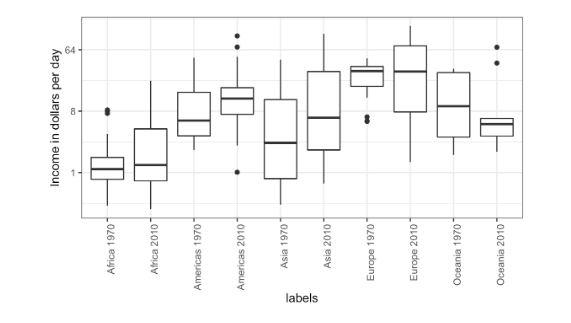 Income in dollars per day
64
8
1
Africa 1970
Africa 2010
Americas 1970
Americas 2010
Asia 1970
Asia 2010
Europe 1970
Europe 2010
Oceania 1970
Oceania 2010
labels